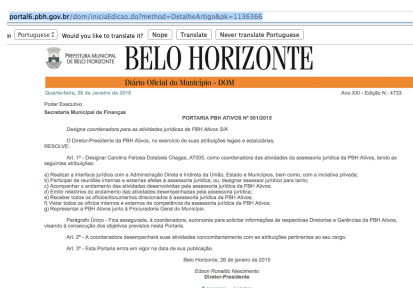 portal6.pbh.gov.br/dom/iniciaEdicao.do?method=DetalheArtigo&pk=1136366
in Portuguese Would you like to translate it? Nope Translate Never translate Portuguese
PREFEITURA MUNICIPAL
DE BELO HORIZONTE
BELO HORIZONTE
Diário Oficial do Município - DOM
Quarta-feira, 28 de Janeiro de 2015 Ano XXI - Edição N.: 4733
Poder Executivo
Secretaria Municipal de Finanças
PORTARIA PBH ATIVOS Nº 001/2015
Designa coordenadora para as atividades jurídicas da PBH Ativos S/A
O Diretor-Presidente da PBH Ativos, no exercício de suas atribuições legais e estatutárias,
RESOLVE:
Art. 1º - Designar Carolina Feitosa Dolabela Chagas, AT005, como coordenadora das atividades da assessoria jurídica da PBH Ativos, tendo as
seguintes atribuições:
a) Realizar a interface jurídica com a Administração Direta e Indireta da União, Estado e Municípios, bem como, com a iniciativa privada;
b) Participar de reuniões internas e externas afetas à assessoria jurídica; ou, designar assessor jurídico para tanto;
c) Acompanhar o andamento das atividades desenvolvidas pela assessoria jurídica da PBH Ativos;
d) Emitir relatórios do andamento das atividades desempenhadas pela assessoria jurídica;
e) Receber todos os ofícios/documentos direcionados à assessoria jurídica da PBH Ativos;
f) Vistar todos os ofícios internos e externos de competência da assessoria jurídica da PBH Ativos;
g) Representar a PBH Ativos junto à Procuradoria Geral do Município.
Parágrafo Único - Fica assegurada, à coordenadora, autonomia para solicitar informações às respectivas Diretorias e Gerências da PBH Ativos,
visando à consecução dos objetivos previstos nesta Portaria.
Art. 2º - A coordenadora desempenhará suas atividades concomitantemente com as atribuições pertinentes ao seu cargo.
Art. 3º - Esta Portaria entra em vigor na data de sua publicação.
Belo Horizonte, 26 de janeiro de 2015
Edson Ronaldo Nascimento
Diretor-Presidente